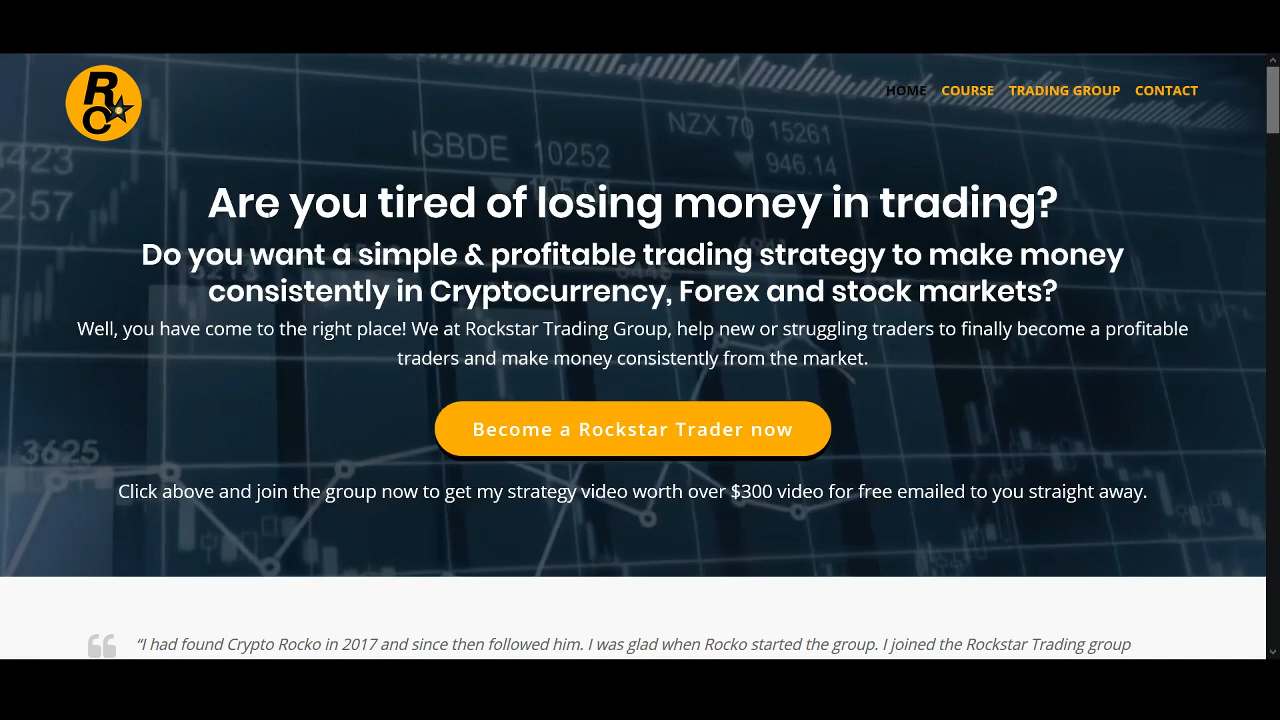 R
C
HOME COURSE TRADING GROUP CONTACT
3423
2.57
IGBDE 10252
NZX 70 15261
946.14
Are you tired of losing money in trading?
Do you want a simple & profitable trading strategy to make money
consistently in Cryptocurrency, Forex and stock markets?
Well, you have come to the right place! We at Rockstar Trading Group, help new or struggling traders to finally become a profitable
traders and make money consistently from the market.
Become a Rockstar Trader now
3625
Click above and join the group now to get my strategy video worth over $300 video for free emailed to you straight away.
“I had found Crypto Rocko in 2017 and since then followed him. I was glad when Rocko started the group. I joined the Rockstar Trading group